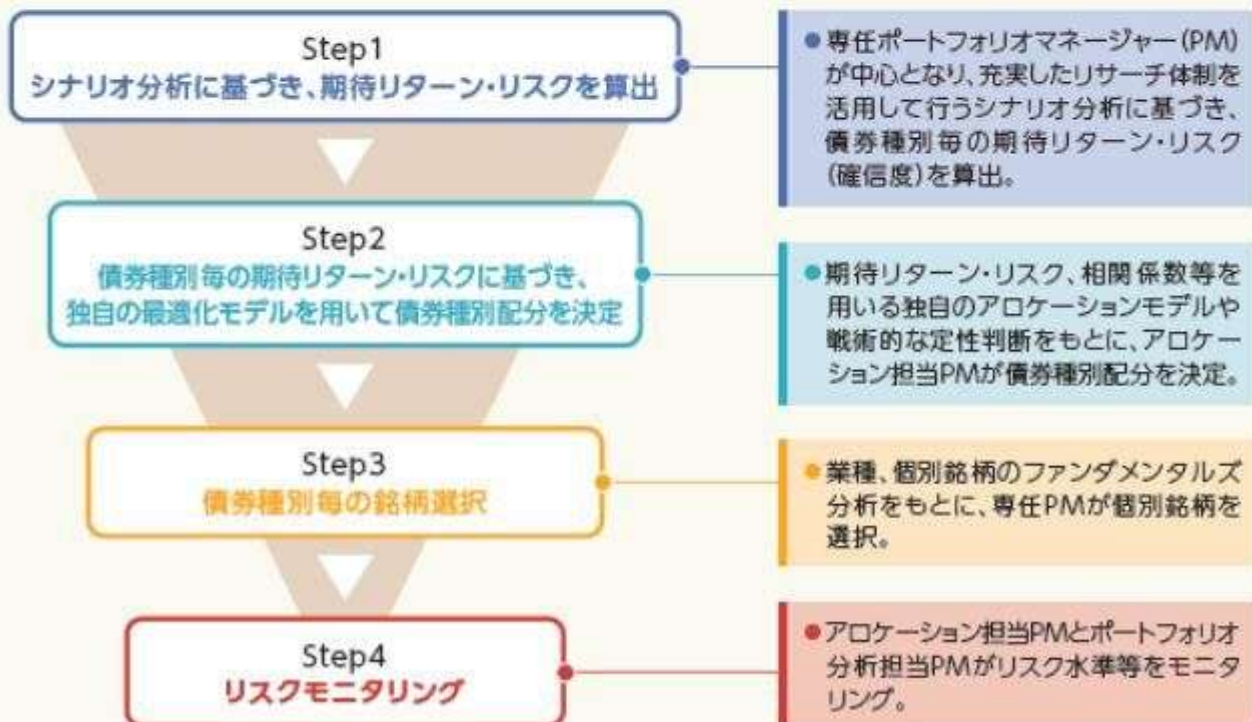 Step1
シナリオ分析に基づき、期待リターン・リスクを算出
●専任ポートフォリオマネージャー(PM)
が中心となり、充実したリサーチ体制を
活用して行うシナリオ分析に基づき、
債券種別毎の期待リターン・リスク
(確信度)を算出。
Step2
債券種別毎の期待リターン・リスクに基づき、
独自の最適化モデルを用いて債券種別配分を決定
●期待リターン・リスク、相関係数等を
用いる独自のアロケーションモデルや
戦術的な定性判断をもとに、アロケー
ション担当PMが債券種別配分を決定。
Step3
債券種別毎の銘柄選択
●業種、個別銘柄のファンダメンタルズ
分析をもとに、専任PMが個別銘柄を
選択。
Step4
リスクモニタリング
●アロケーション担当PMとポートフォリオ
分析担当PMがリスク水準等をモニタ
リング。